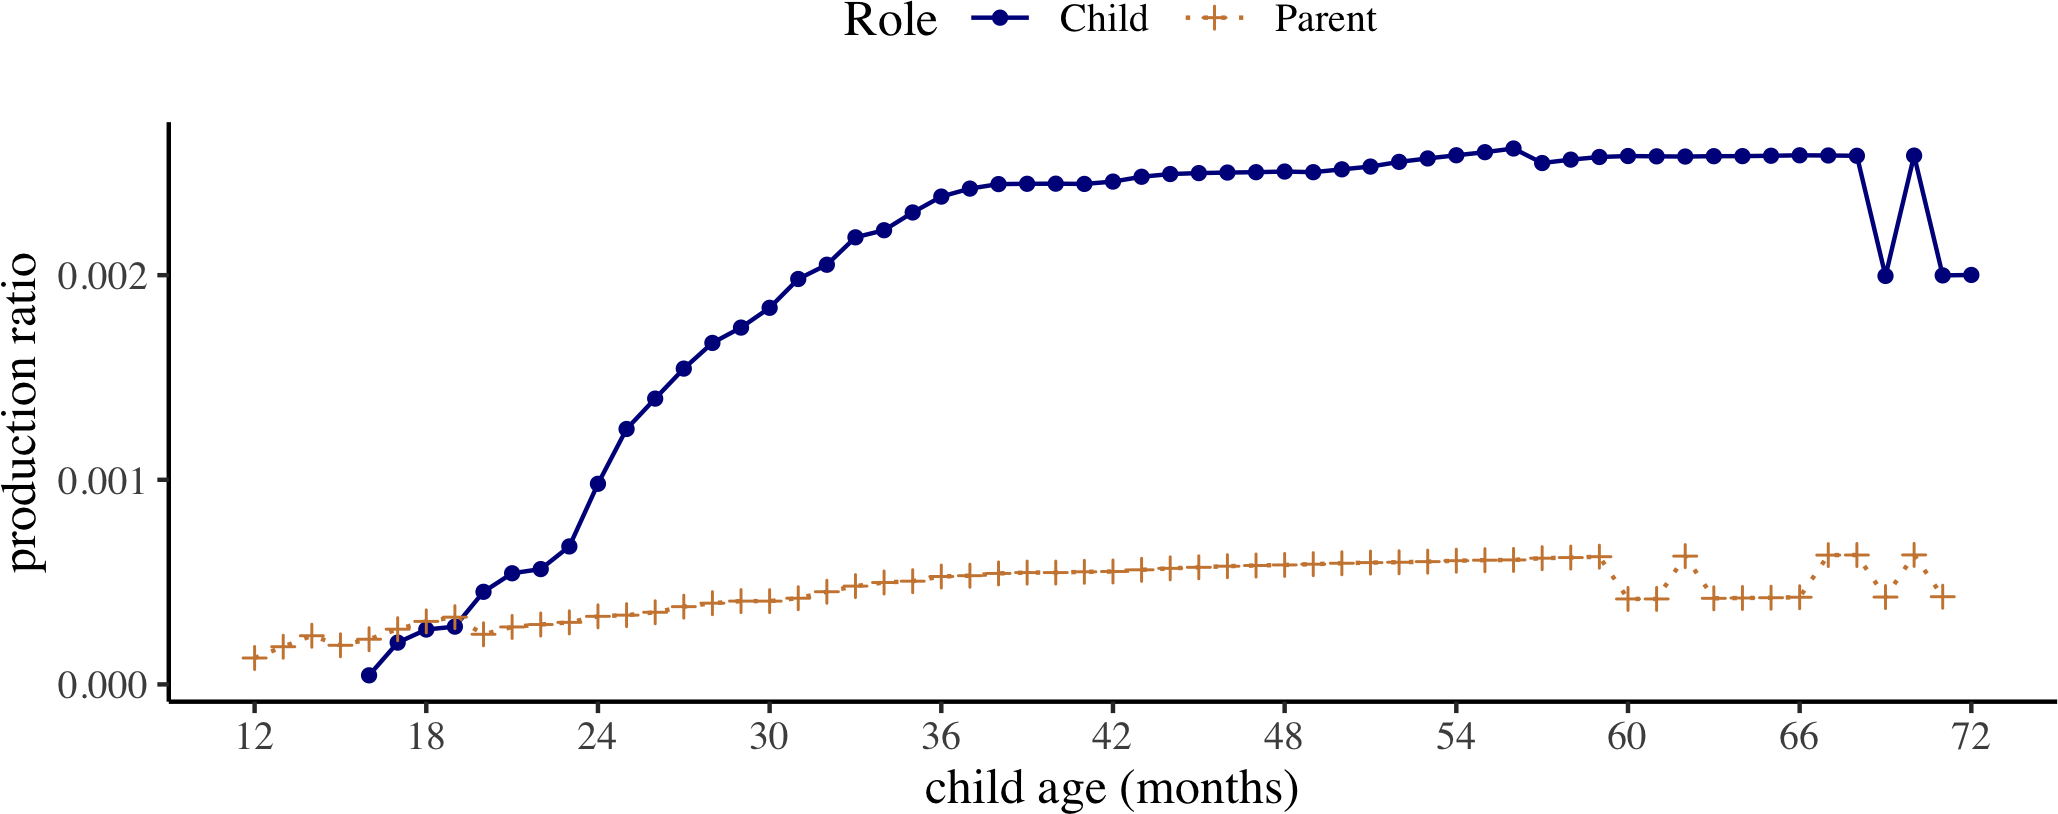 Role Child Parent
production ratio
0.002
0.001
0.000
12 18 24 30 36 42 48 54 60 66 72
child age (months)